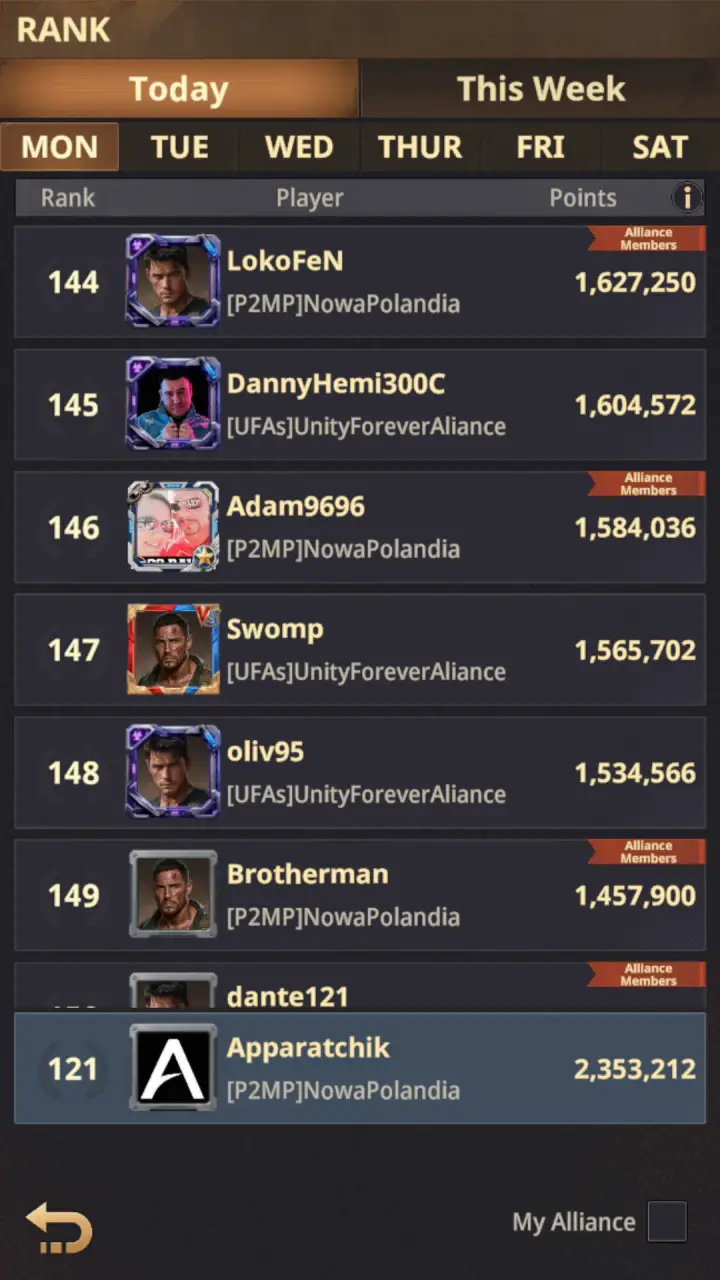 RANK
Today
This Week
MON TUE WED THUR FRI SAT
Rank Player Points i
Alliance
Members
144 LokoFeN 1,627,250
[P2MP]NowaPolandia
145 DannyHemi300C 1,604,572
[UFAs]UnityForeverAliance
Alliance
Members
146 Adam9696 1,584,036
[P2MP]NowaPolandia
VS
147 Swomp 1,565,702
[UFAs]UnityForeverAliance
148 oliv95 1,534,566
[UFAs]UnityForeverAliance
Alliance
Members
149 Brotherman 1,457,900
[P2MP]NowaPolandia
Alliance
Members
dante121
121 A Apparatchik 2,353,212
[P2MP]NowaPolandia
My Alliance